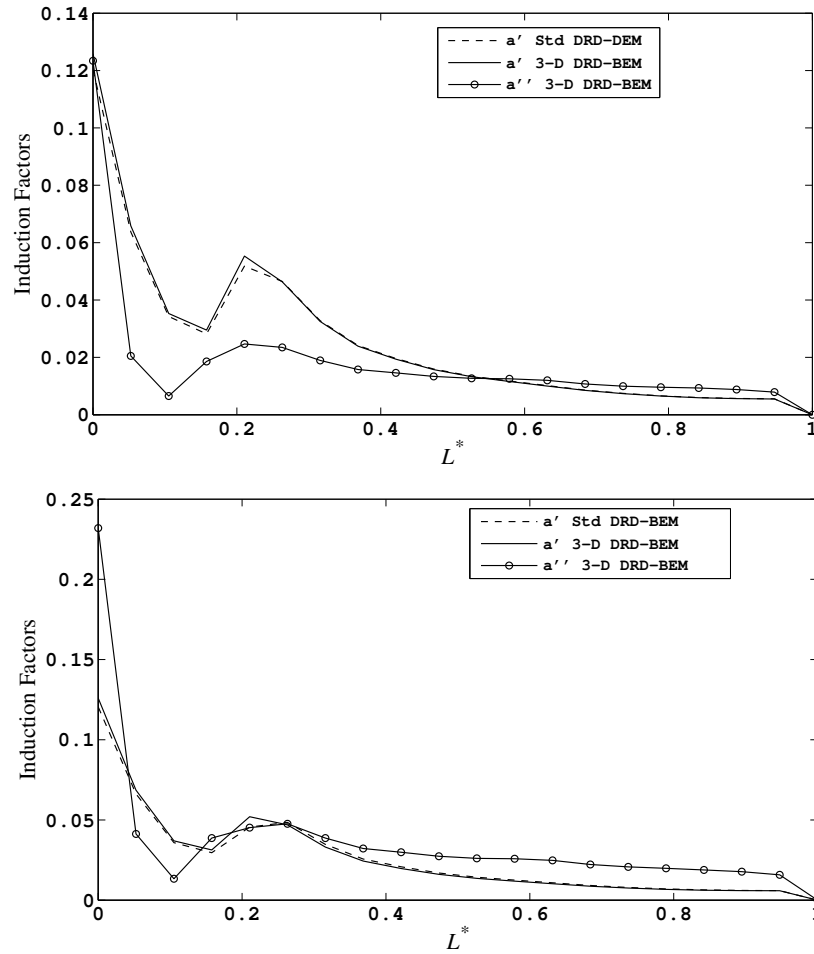 0.14
0.12
0.1
0.08
0.06
0.04
0.02
0
Induction Factors
a' Std DRD-DEM
a' 3-D DRD-BEM
a'' 3-D DRD-BEM
0 0.2 0.4 0.6 0.8 1
L*
0.25
0.2
0.15
0.1
0.05
0
Induction Factors
a' Std DRD-BEM
a' 3-D DRD-BEM
a'' 3-D DRD-BEM
0 0.2 0.4 0.6 0.8 1
L*